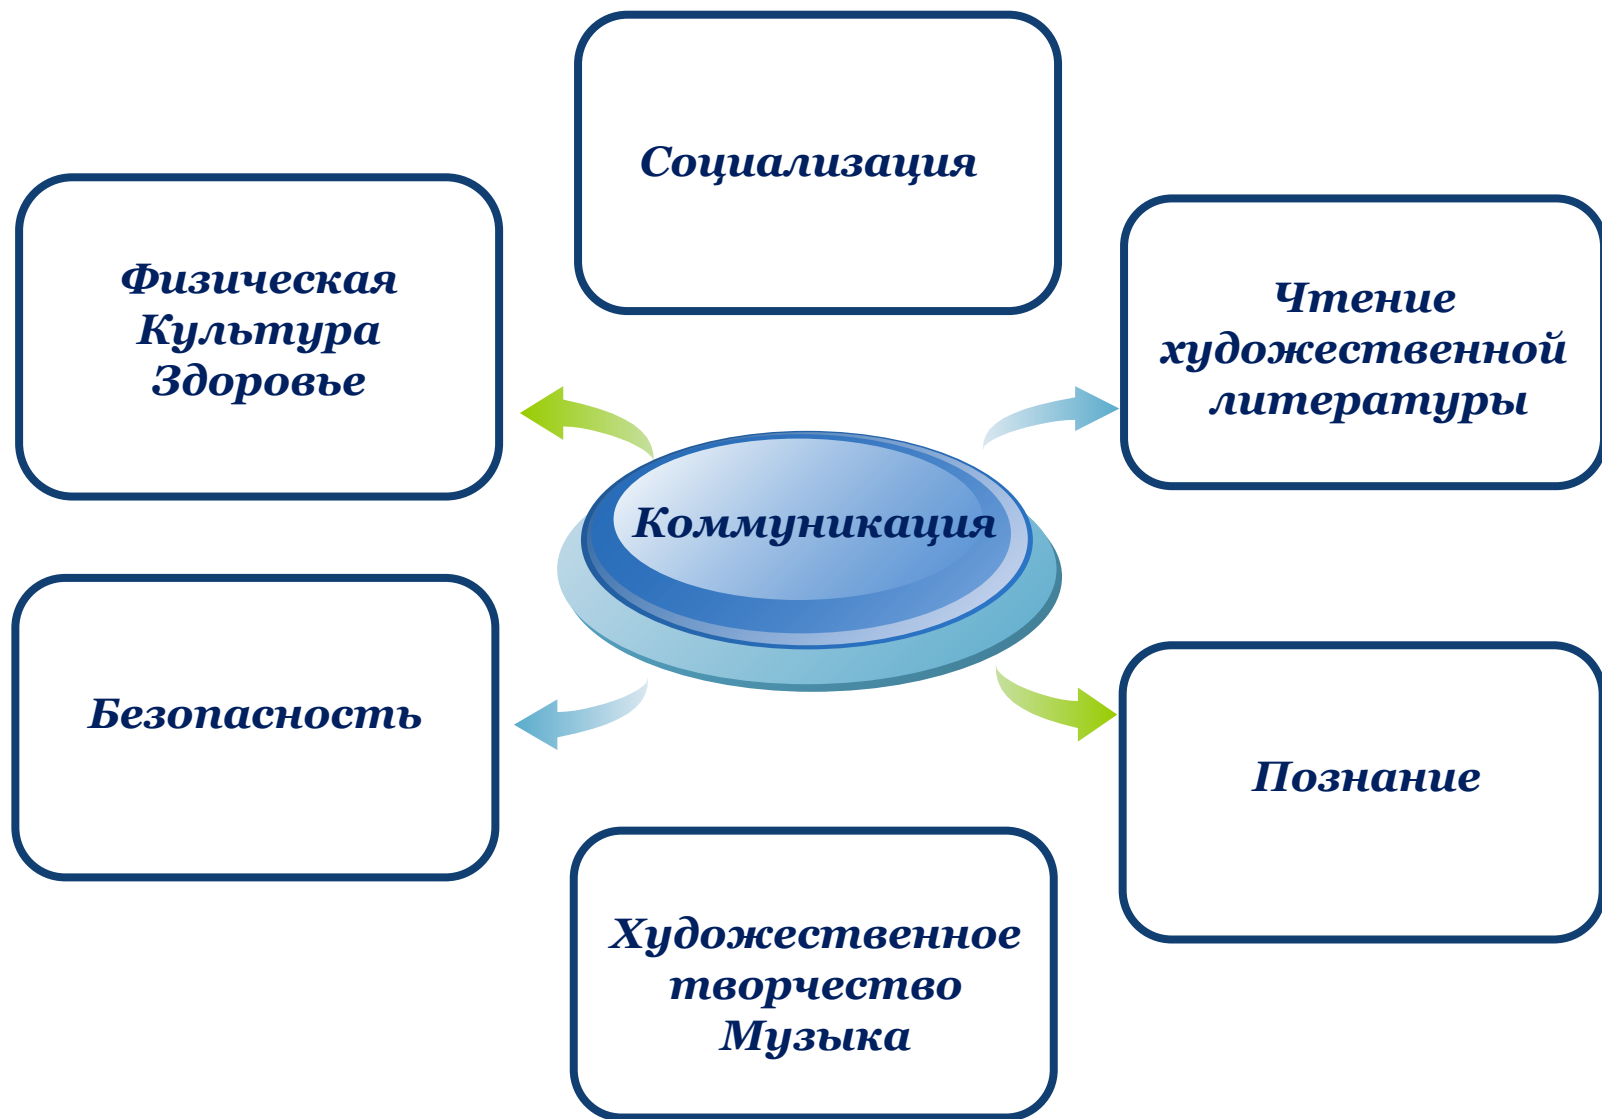 Социализация
Физическая
Культура
Здоровье
Чтение
художественной
литературы
Коммуникация
Безопасность
Познание
Художественное
творчество
Музыка